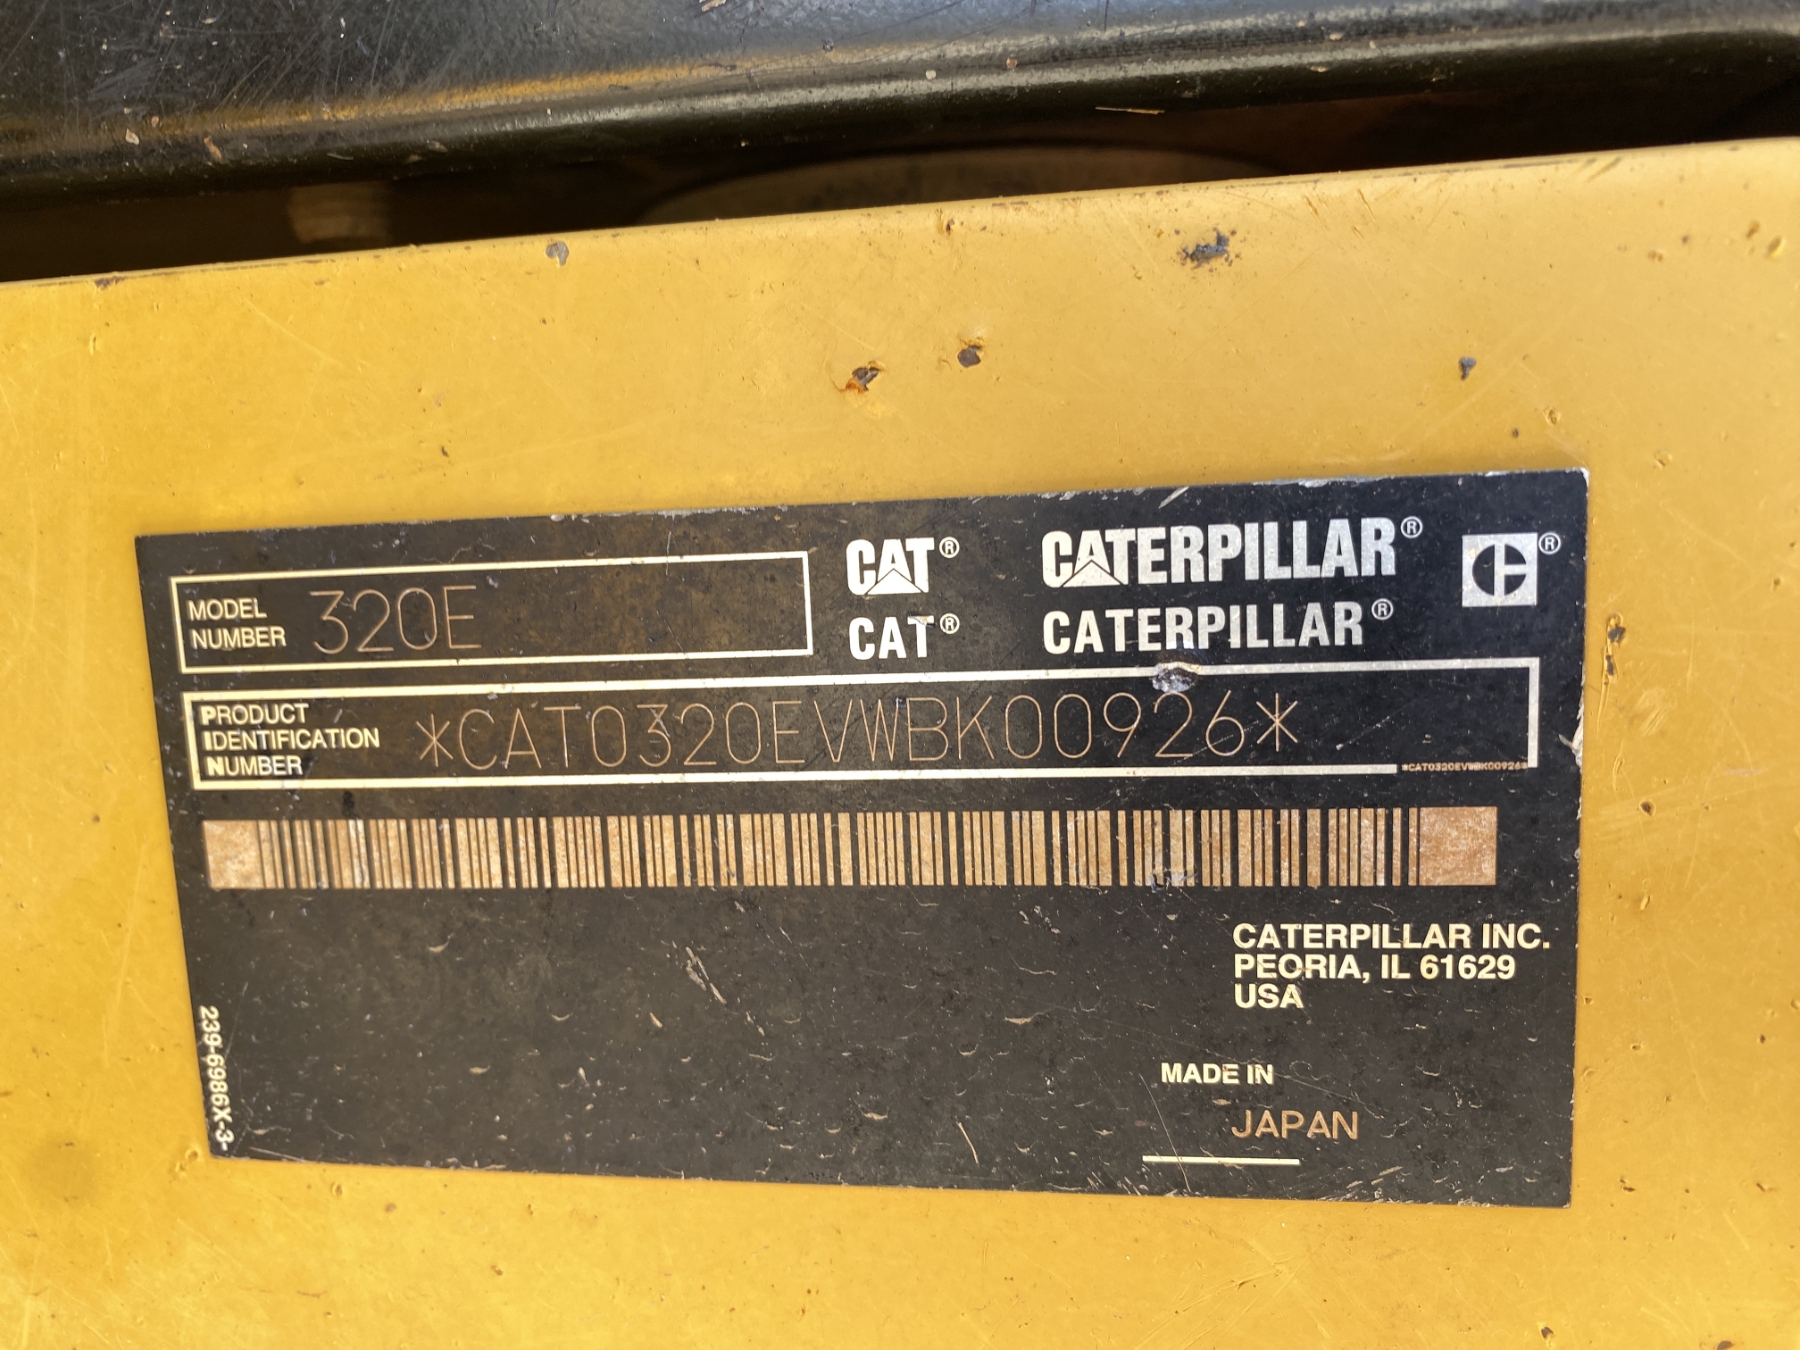 CAT® CATERPILLAR® ®
MODEL
NUMBER 320E
CAT® CATERPILLAR®
PRODUCT
IDENTIFICATION
NUMBER *CAT0320EVWBK00926*
*CAT0320EVWBK00926*
CATERPILLAR INC.
PEORIA, IL 61629
USA
239-6986X-3-
MADE IN
JAPAN